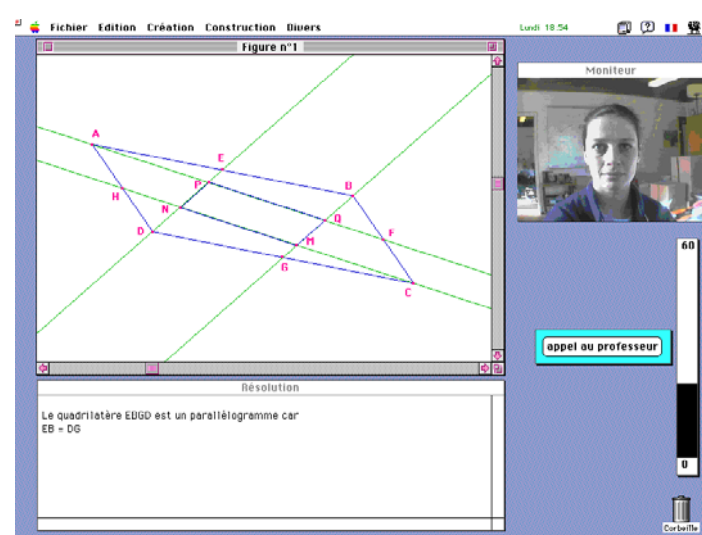 Fichier Edition Création Construction Divers
Lundi 18:54
Figure n°1
A
E
P
B
H
N
Q
D
M
F
G
C
Moniteur
60
appel au professeur
0
Corbeille
Résolution
Le quadrilatère EBGD est un parallèlogramme car
EB = DG